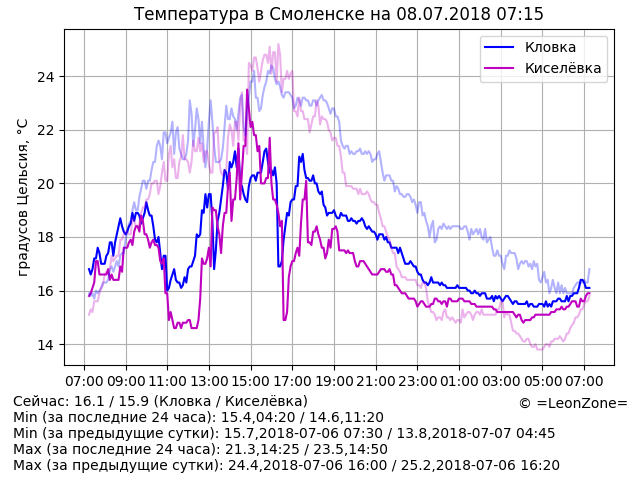 Температура в Смоленске на 08.07.2018 07:15
Кловка
Киселёвка
градусов Цельсия, °C
24
22
20
18
16
14
07:00 09:00 11:00 13:00 15:00 17:00 19:00 21:00 23:00 01:00 03:00 05:00 07:00
Сейчас: 16.1 / 15.9 (Кловка / Киселёвка)
© =LeonZone=
Min (за последние 24 часа): 15.4,04:20 / 14.6,11:20
Min (за предыдущие сутки): 15.7,2018-07-06 07:30 / 13.8,2018-07-07 04:45
Max (за последние 24 часа): 21.3,14:25 / 23.5,14:50
Max (за предыдущие сутки): 24.4,2018-07-06 16:00 / 25.2,2018-07-06 16:20